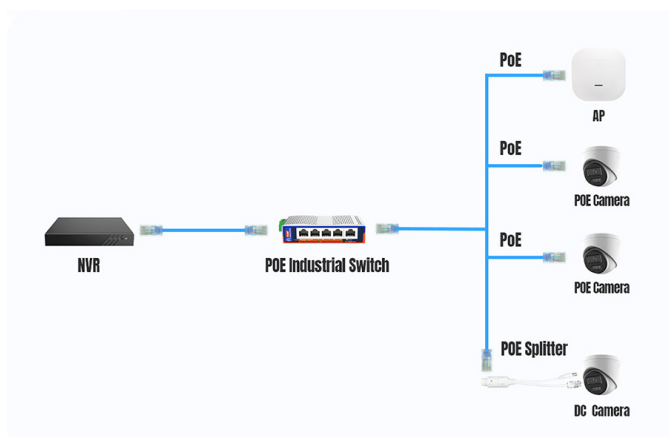 PoE
AP
PoE
POE Camera
NVR
POE Industrial Switch
PoE
POE Camera
POE Splitter
DC Camera